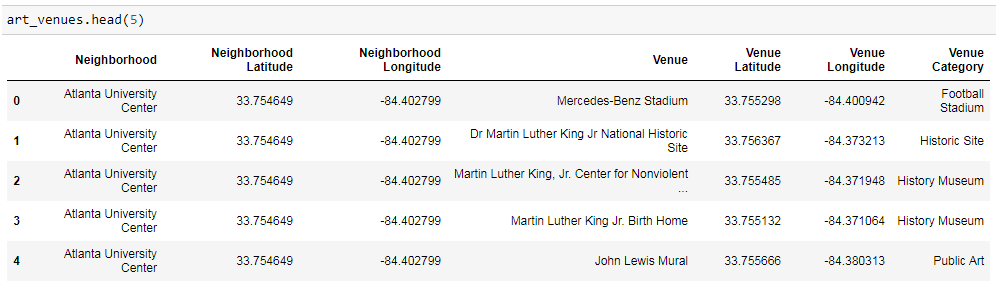 art_venues.head(5)
Neighborhood Neighborhood Latitude Neighborhood Longitude Venue Venue Latitude Venue Longitude Venue Category
0 Atlanta University Center 33.754649 -84.402799 Mercedes-Benz Stadium 33.755298 -84.400942 Football Stadium
1 Atlanta University Center 33.754649 -84.402799 Dr Martin Luther King Jr National Historic Site 33.756367 -84.373213 Historic Site
2 Atlanta University Center 33.754649 -84.402799 Martin Luther King, Jr. Center for Nonviolent ... 33.755485 -84.371948 History Museum
3 Atlanta University Center 33.754649 -84.402799 Martin Luther King Jr. Birth Home 33.755132 -84.371064 History Museum
4 Atlanta University Center 33.754649 -84.402799 John Lewis Mural 33.755666 -84.380313 Public Art